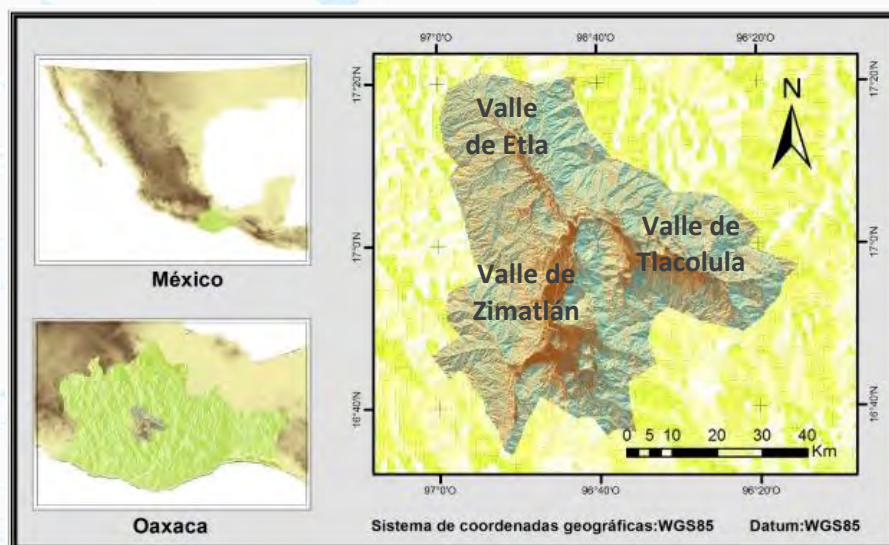 México
Oaxaca
97°0'O 96°40'O 96°20'O
17°20'N 17°20'N
N
Valle
de Etla
Valle de
Tlacolula
17°0'N 17°0'N
Valle de
Zimatlán
16°40'N 16°40'N
0 5 10 20 30 40
Km
97°0'O 96°40'O 96°20'O
Sistema de coordenadas geográficas:WGS85 Datum:WGS85